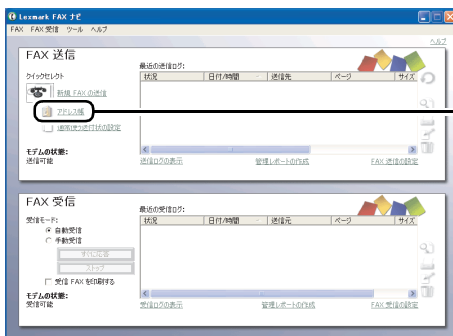 Lexmark FAX ナビ
FAX FAX 受信 ツール ヘルプ
ヘルプ
FAX 送信
最近の送信ログ:
クイックセレクト
状況 日付/時間 送信先 ページ サイズ
新規 FAX の送信
アドレス帳
通常使う送付状の設定
モデムの状態:
送信可能
送信ログの表示 管理レポートの作成 FAX 送信の設定
FAX 受信
最近の受信ログ:
受信モード:
状況 日付/時間 送信元 ページ サイズ
自動受信
手動受信
すぐに応答
ストップ
受信 FAX を印刷する
モデムの状態:
受信可能
受信ログの表示 管理レポートの作成 FAX 受信の設定